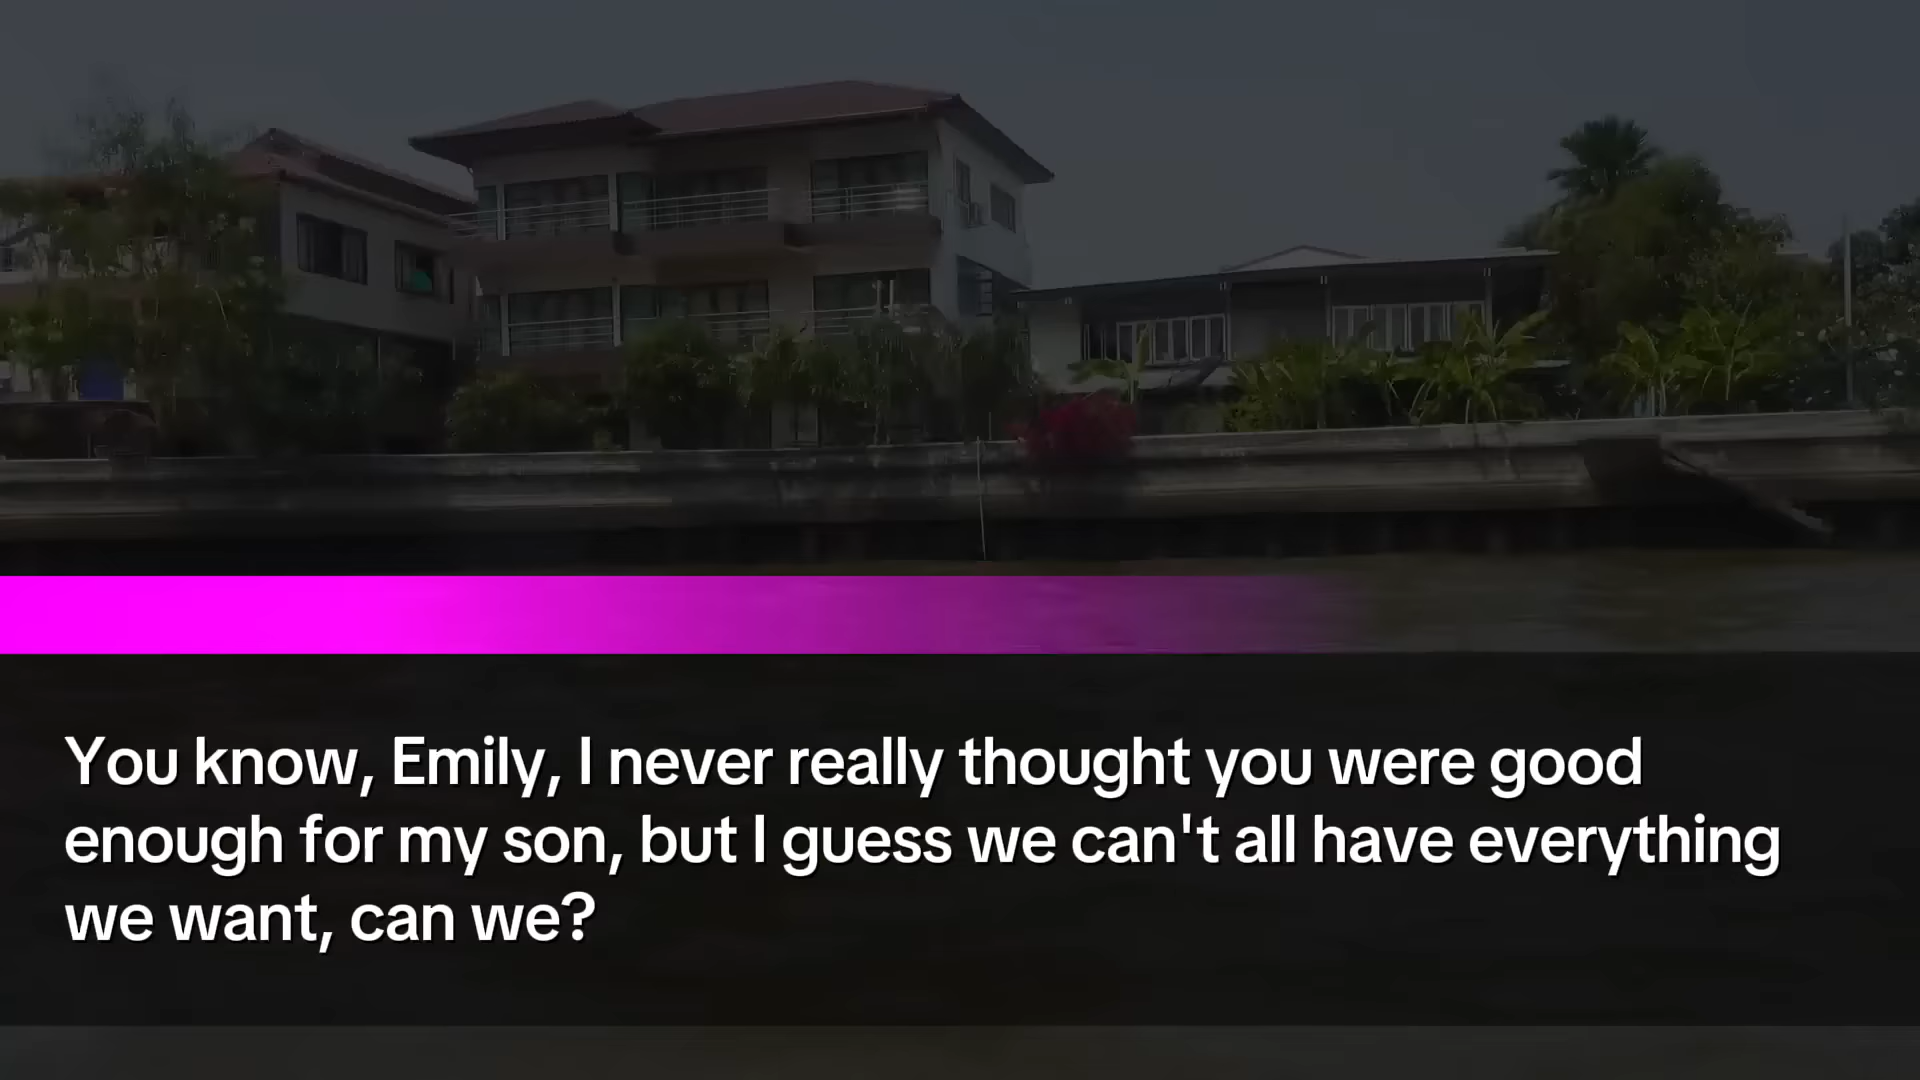 You know, Emily, I never really thought you were good
enough for my son, but I guess we can't all have everything
we want, can we?